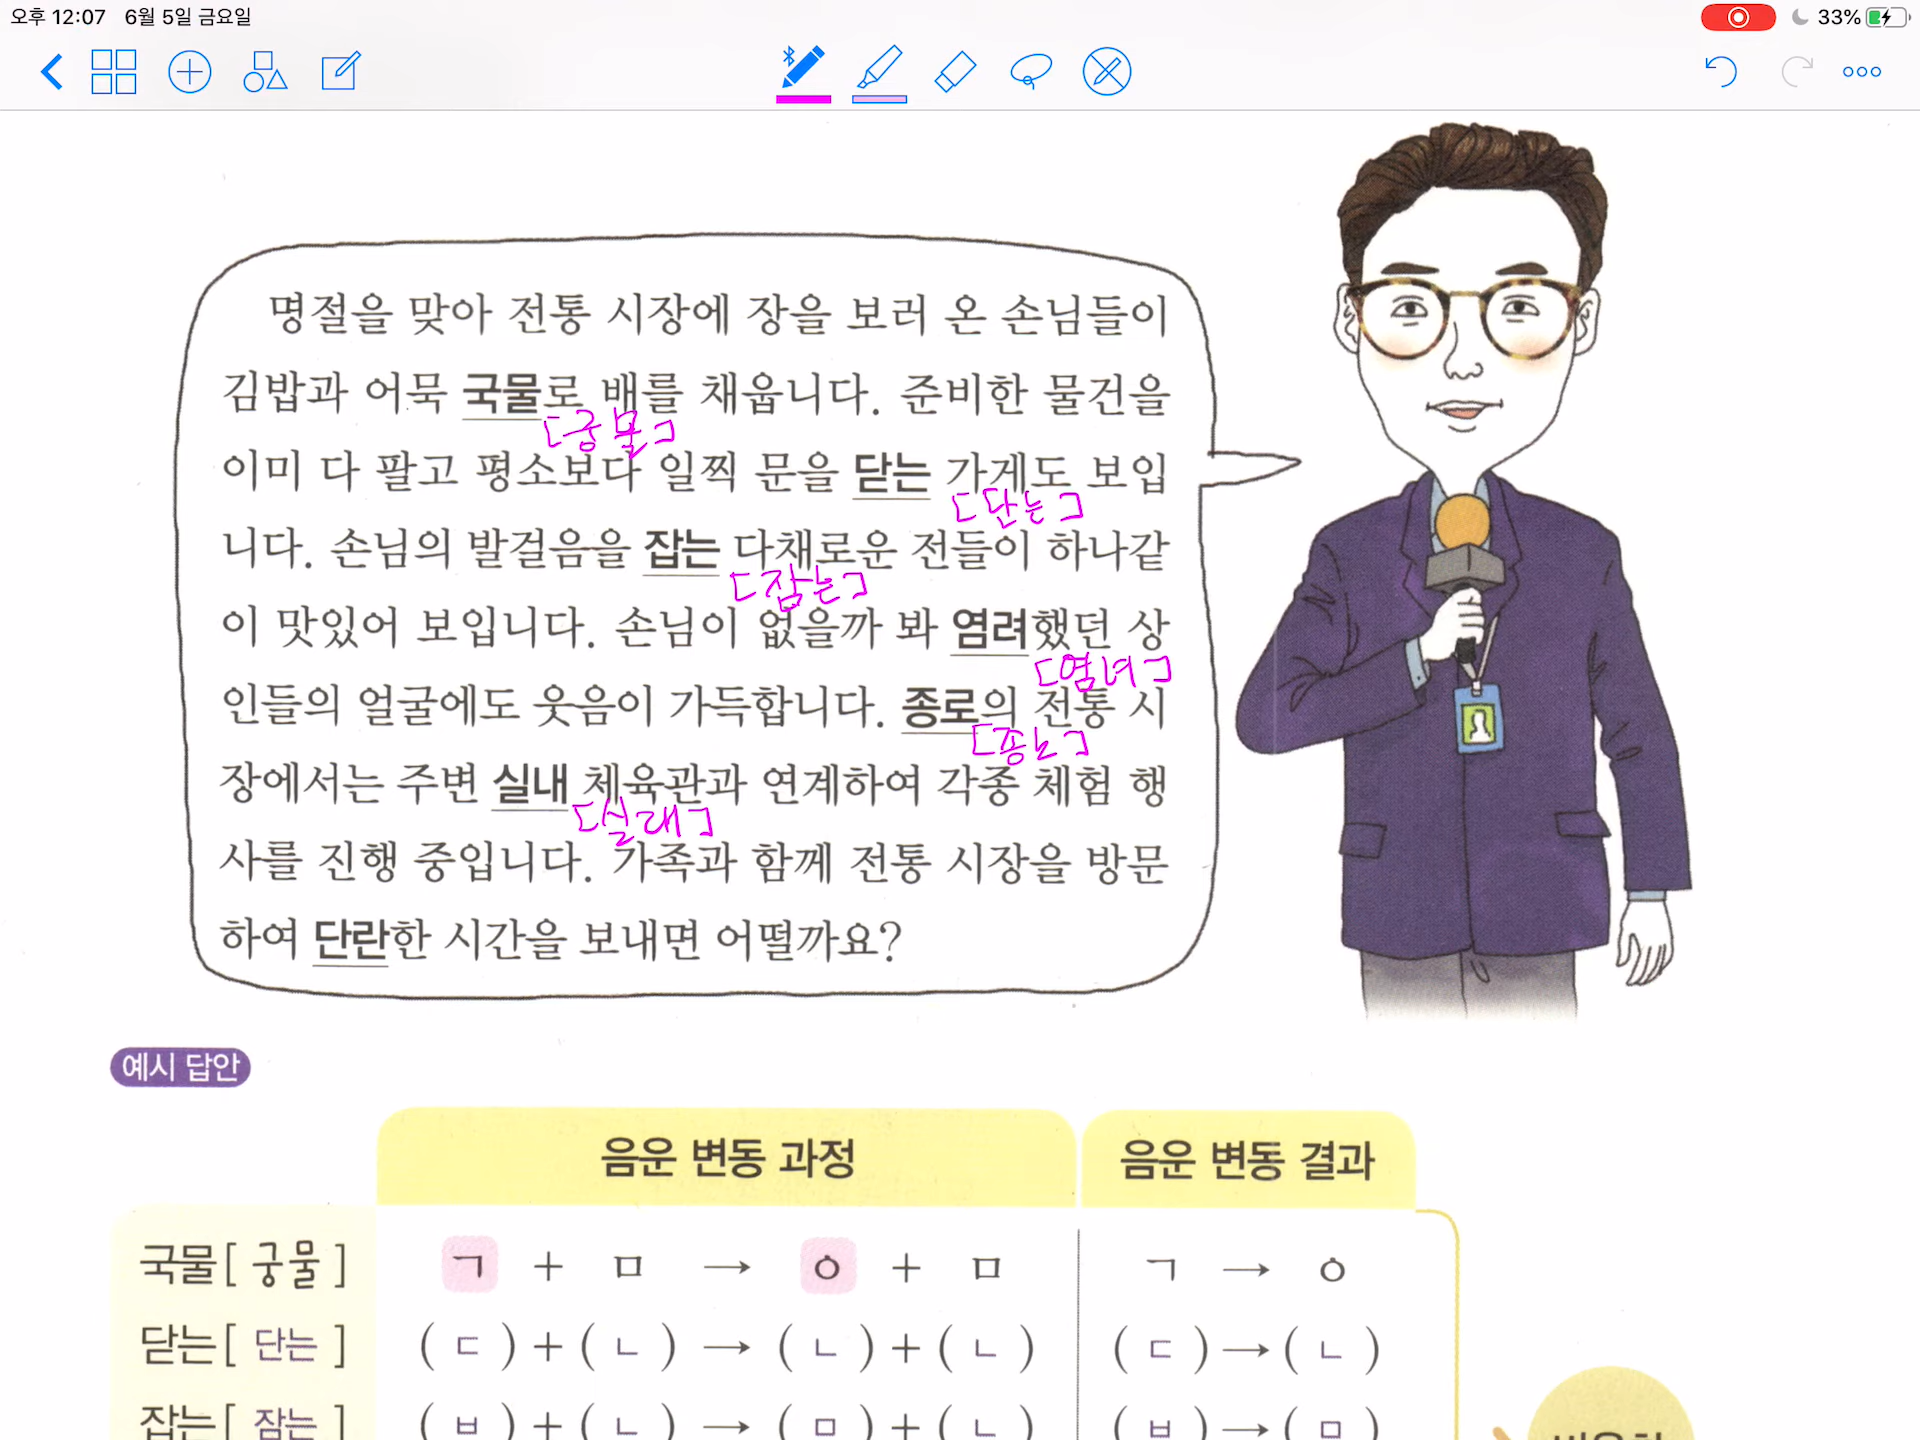 오후 12:07 6월 5일 금요일
33%
명절을 맞아 전통 시장에 장을 보러 온 손님들이
김밥과 어묵 국물로 배를 채웁니다. 준비한 물건을
[궁물]
이미 다 팔고 평소보다 일찍 문을 닫는 가게도 보입
[단는]
니다. 손님의 발걸음을 잡는 다채로운 전들이 하나같
[잠는]
이 맛있어 보입니다. 손님이 없을까 봐 염려했던 상
[염녀]
인들의 얼굴에도 웃음이 가득합니다. 종로의 전통 시
[종노]
장에서는 주변 실내 체육관과 연계하여 각종 체험 행
[실래]
사를 진행 중입니다. 가족과 함께 전통 시장을 방문
하여 단란한 시간을 보내면 어떨까요?
예시 답안
음운 변동 과정 음운 변동 결과
국물[ 궁물 ] ㄱ + ㅁ → ㅇ + ㅁ ㄱ → ㅇ
닫는[ 단는 ] ( ㄷ )+( ㄴ ) → ( ㄴ )+( ㄴ ) ( ㄷ )→( ㄴ )
잡는[ 잠는 ] ( ㅂ )+( ㄴ ) → ( ㅁ )+( ㄴ ) ( ㅂ )→( ㅁ )